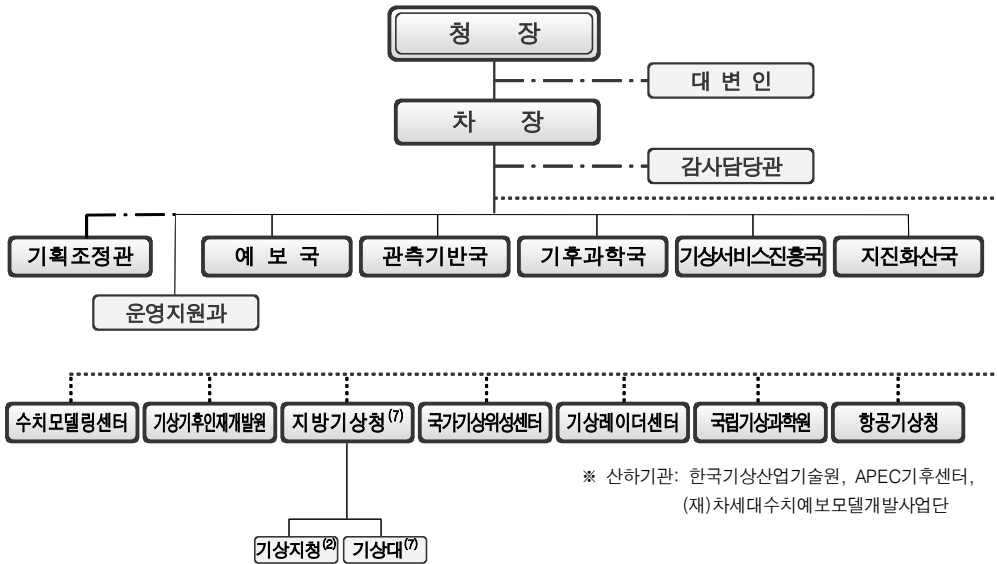 청 장
대 변 인
차 장
감사담당관
기획조정관
예 보 국
관측기반국
기후과학국
기상서비스진흥국
지진화산국
운영지원과
수치모델링센터
기상기후인재개발원
지방기상청(7)
국가기상위성센터
기상레이더센터
국립기상과학원
항공기상청
※ 산하기관: 한국기상산업기술원, APEC기후센터,
(재)차세대수치예보모델개발사업단
기상지청(2)
기상대(7)